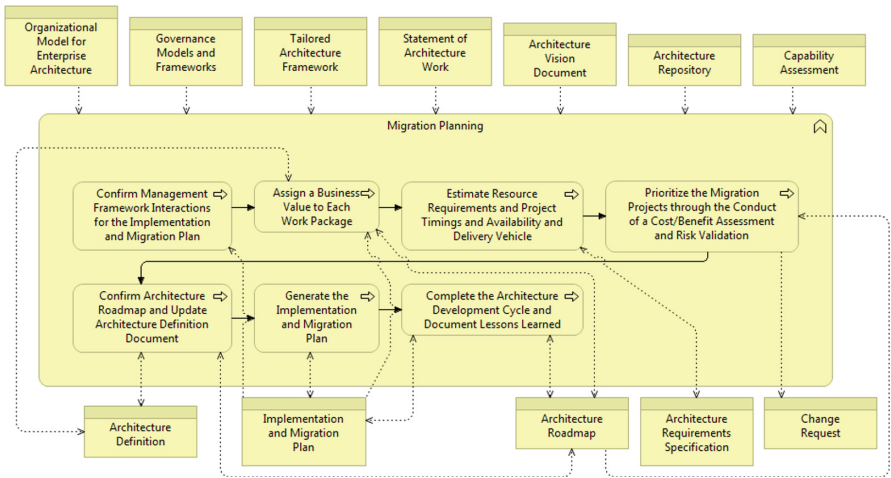 Organizational
Model for
Enterprise
Architecture
Governance
Models and
Frameworks
Tailored
Architecture
Framework
Statement of
Architecture
Work
Architecture
Vision
Document
Architecture
Repository
Capability
Assessment
Migration Planning
Confirm Management
Framework Interactions
for the Implementation
and Migration Plan
Assign a Business
Value to Each
Work Package
Estimate Resource
Requirements and Project
Timings and Availability and
Delivery Vehicle
Prioritize the Migration
Projects through the Conduct
of a Cost/Benefit Assessment
and Risk Validation
Confirm Architecture
Roadmap and Update
Architecture Definition
Document
Generate the
Implementation
and Migration
Plan
Complete the Architecture
Development Cycle and
Document Lessons Learned
Architecture
Definition
Implementation
and Migration
Plan
Architecture
Roadmap
Architecture
Requirements
Specification
Change
Request